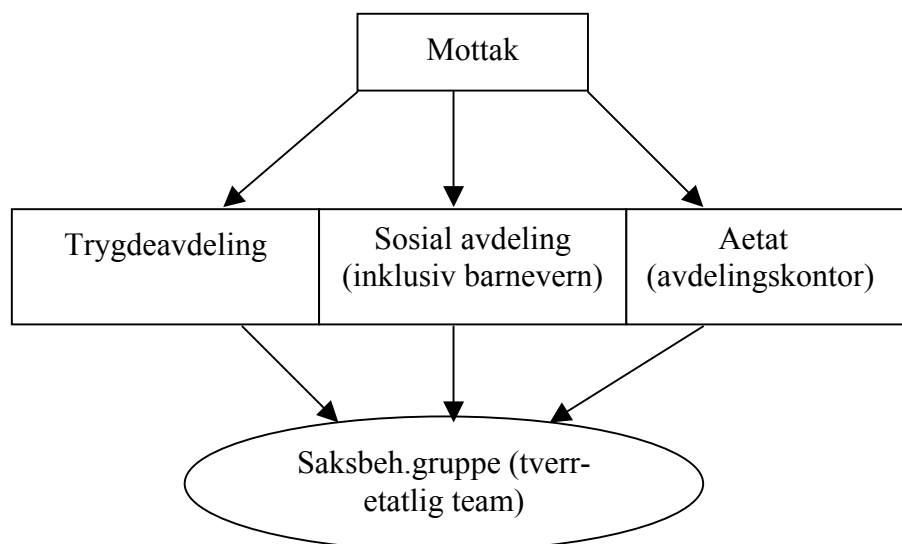 Mottak
Trygdeavdeling
Sosial avdeling
(inklusiv barnevern)
Aetat
(avdelingskontor)
Saksbeh.gruppe (tverr-
etatlig team)